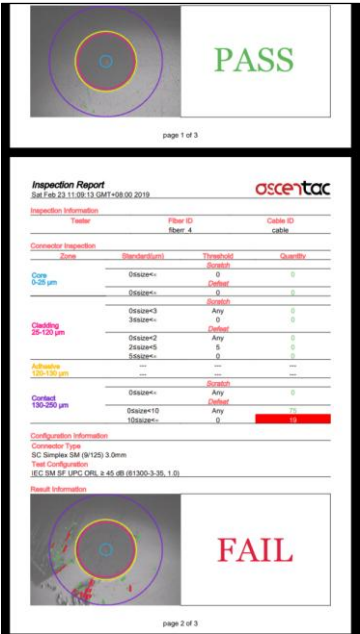 PASS
page 1 of 3
Inspection Report
ascentac
Sat Feb 23 11:09:13 GMT+08:00 2019
Inspection Information
Tester Fiber ID Cable ID
fiberr. 4 cable
Connector Inspection
Zone Standard(um) Threshold Quantity
Scratch
Core
0-25 μm
0≤size<∞ 0 0
Defeat
0≤size<∞ 0 0
Scratch
0≤size<3 Any 0
3≤size<∞ 0 0
Cladding
25-120 μm
Defeat
0≤size<2 Any 0
2≤size<5 5 0
5≤size<∞ 0 0
Adhesive
120-130 μm
--- --- ---
--- --- ---
Scratch
Contact
130-250 μm
0≤size<∞ Any 0
Defeat
0≤size<10 Any 75
10≤size<∞ 0 19
Configuration Information
Connector Type
SC Simplex SM (9/125) 3.0mm
Test Configuration
IEC SM SF UPC ORL ≥ 45 dB (61300-3-35, 1.0)
Result Information
FAIL
page 2 of 3